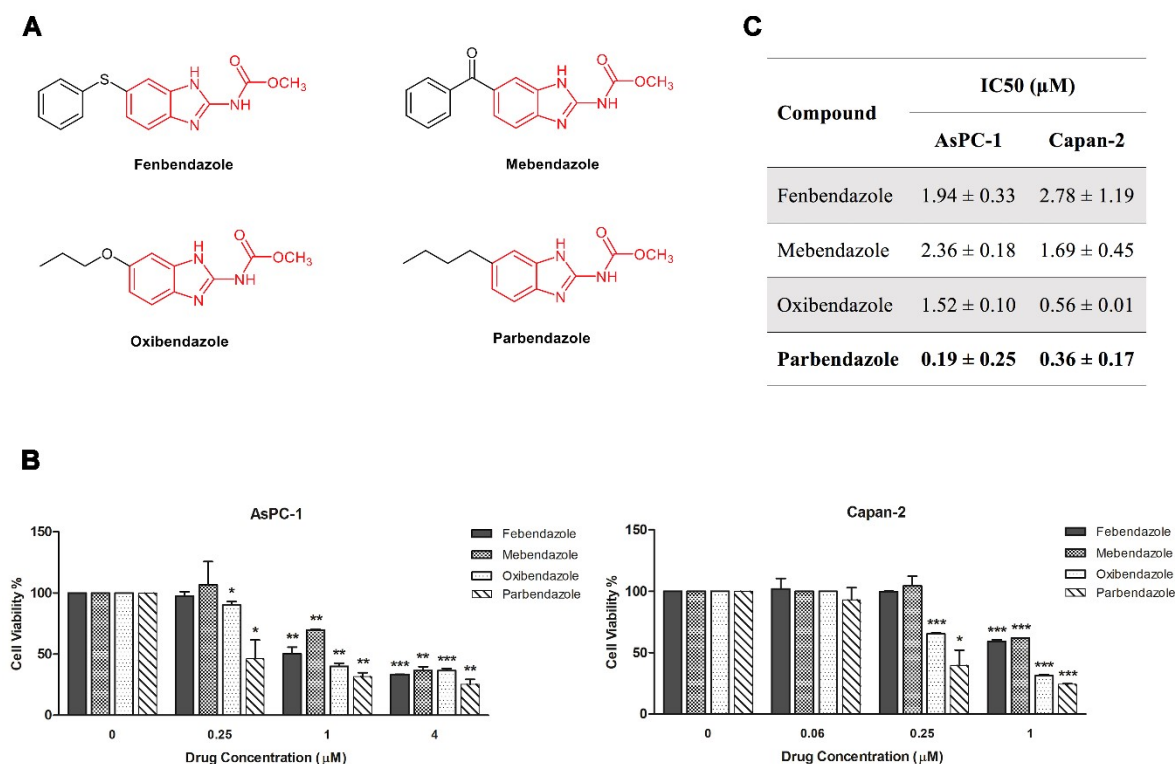 A
S
H
N
N
NH
O
OCH3
Fenbendazole
O
H
N
N
NH
O
OCH3
Mebendazole
O
H
N
N
NH
O
OCH3
Oxibendazole
H
N
N
NH
O
OCH3
Parbendazole
C
Compound IC50 (µM)
AsPC-1 Capan-2
Fenbendazole 1.94 ± 0.33 2.78 ± 1.19
Mebendazole 2.36 ± 0.18 1.69 ± 0.45
Oxibendazole 1.52 ± 0.10 0.56 ± 0.01
Parbendazole 0.19 ± 0.25 0.36 ± 0.17
B
AsPC-1
Cell Viability %
150
100
50
0
* * ** ** ** ** *** ** *** **
0 0.25 1 4
Drug Concentration (µM)
Febendazole
Mebendazole
Oxibendazole
Parbendazole
Capan-2
Cell Viability %
150
100
50
0
*** * *** *** *** ***
0 0.06 0.25 1
Drug Concentration (µM)
Febendazole
Mebendazole
Oxibendazole
Parbendazole